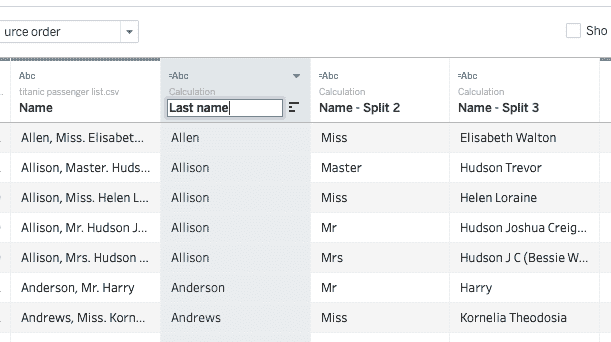 urce order
Sho
Abc
titanic passenger list.csv
Name
=Abc
Calculation
Last name
=Abc
Calculation
Name - Split 2
=Abc
Calculation
Name - Split 3
Allen, Miss. Elisabet... Allen Miss Elisabeth Walton
Allison, Master. Huds... Allison Master Hudson Trevor
Allison, Miss. Helen L... Allison Miss Helen Loraine
Allison, Mr. Hudson J... Allison Mr Hudson Joshua Creig...
Allison, Mrs. Hudson ... Allison Mrs Hudson J C (Bessie W...
Anderson, Mr. Harry Anderson Mr Harry
Andrews, Miss. Korn... Andrews Miss Kornelia Theodosia